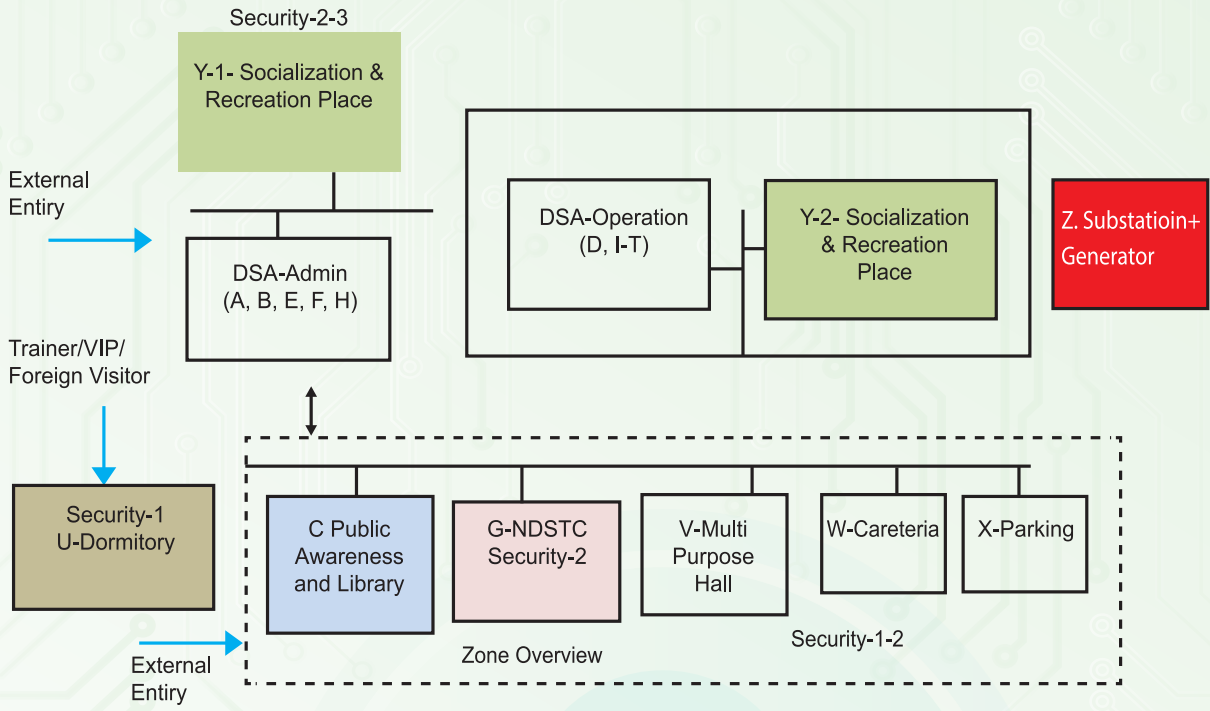 Security-2-3
Y-1- Socialization &
Recreation Place
External
Entiry
DSA-Admin
(A, B, E, F, H)
DSA-Operation
(D, I-T)
Y-2- Socialization
& Recreation
Place
Z. Substatioin+
Generator
Trainer/VIP/
Foreign Visitor
Security-1
U-Dormitory
C Public
Awareness
and Library
G-NDSTC
Security-2
V-Multi
Purpose
Hall
W-Careteria
X-Parking
Security-1-2
Zone Overview
External
Entiry